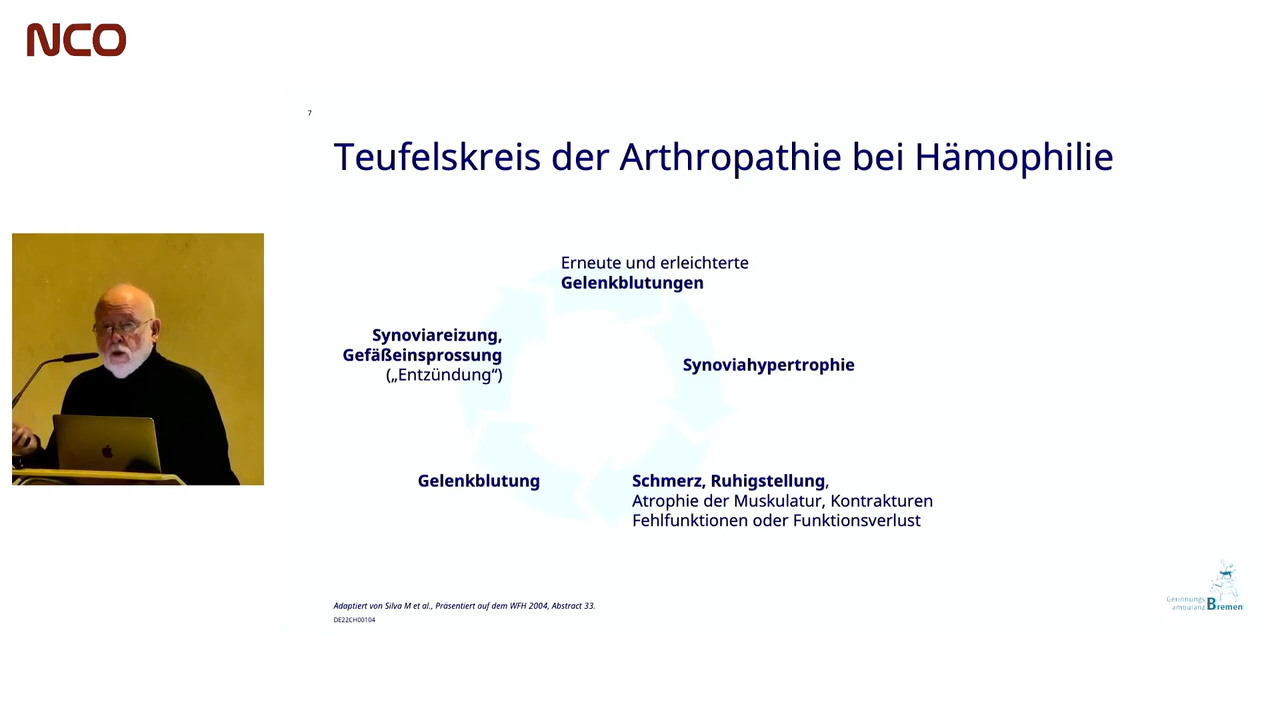 NCO
7
Teufelskreis der Arthropathie bei Hämophilie
Erneute und erleichterte
Gelenkblutungen
Synoviareizung,
Gefäßeinsprossung
(„Entzündung“)
Synoviahypertrophie
Gelenkblutung
Schmerz, Ruhigstellung,
Atrophie der Muskulatur, Kontrakturen
Fehlfunktionen oder Funktionsverlust
Adaptiert von Silva M et al., Präsentiert auf dem WFH 2004, Abstract 33.
DE22CH00104
Gerinnungs
ambulanz Bremen